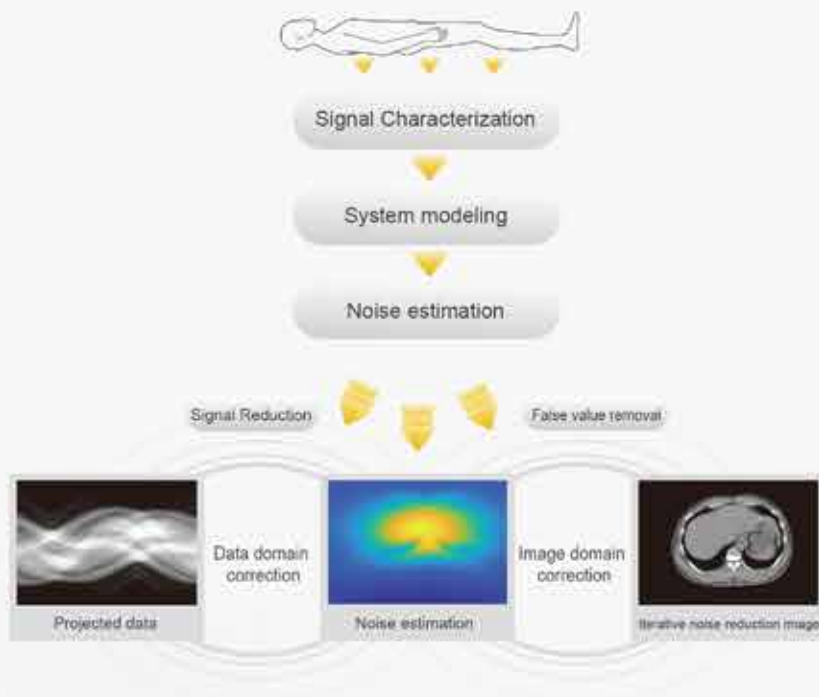 Signal Characterization
System modeling
Noise estimation
Signal Reduction
False value removal
Data domain
correction
Image domain
correction
Projected data
Noise estimation
Iterative noise reduction image